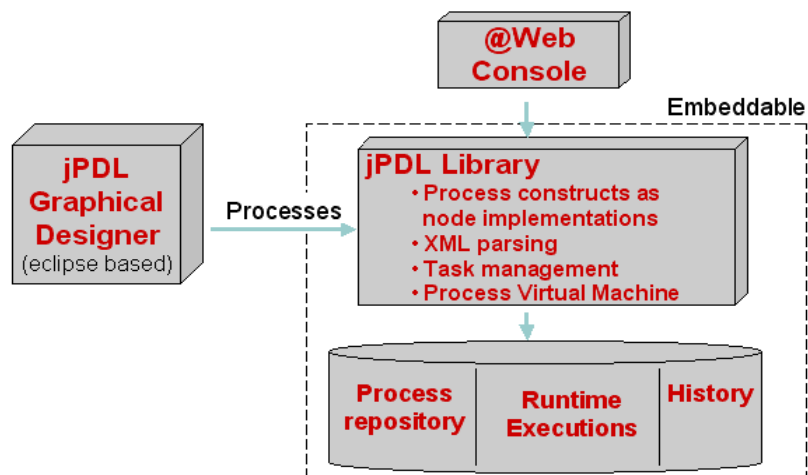 @Web
Console
Embeddable
jPDL
Graphical
Designer
(eclipse based)
Processes
jPDL Library
• Process constructs as
node implementations
• XML parsing
• Task management
• Process Virtual Machine
Process
repository
Runtime
Executions
History